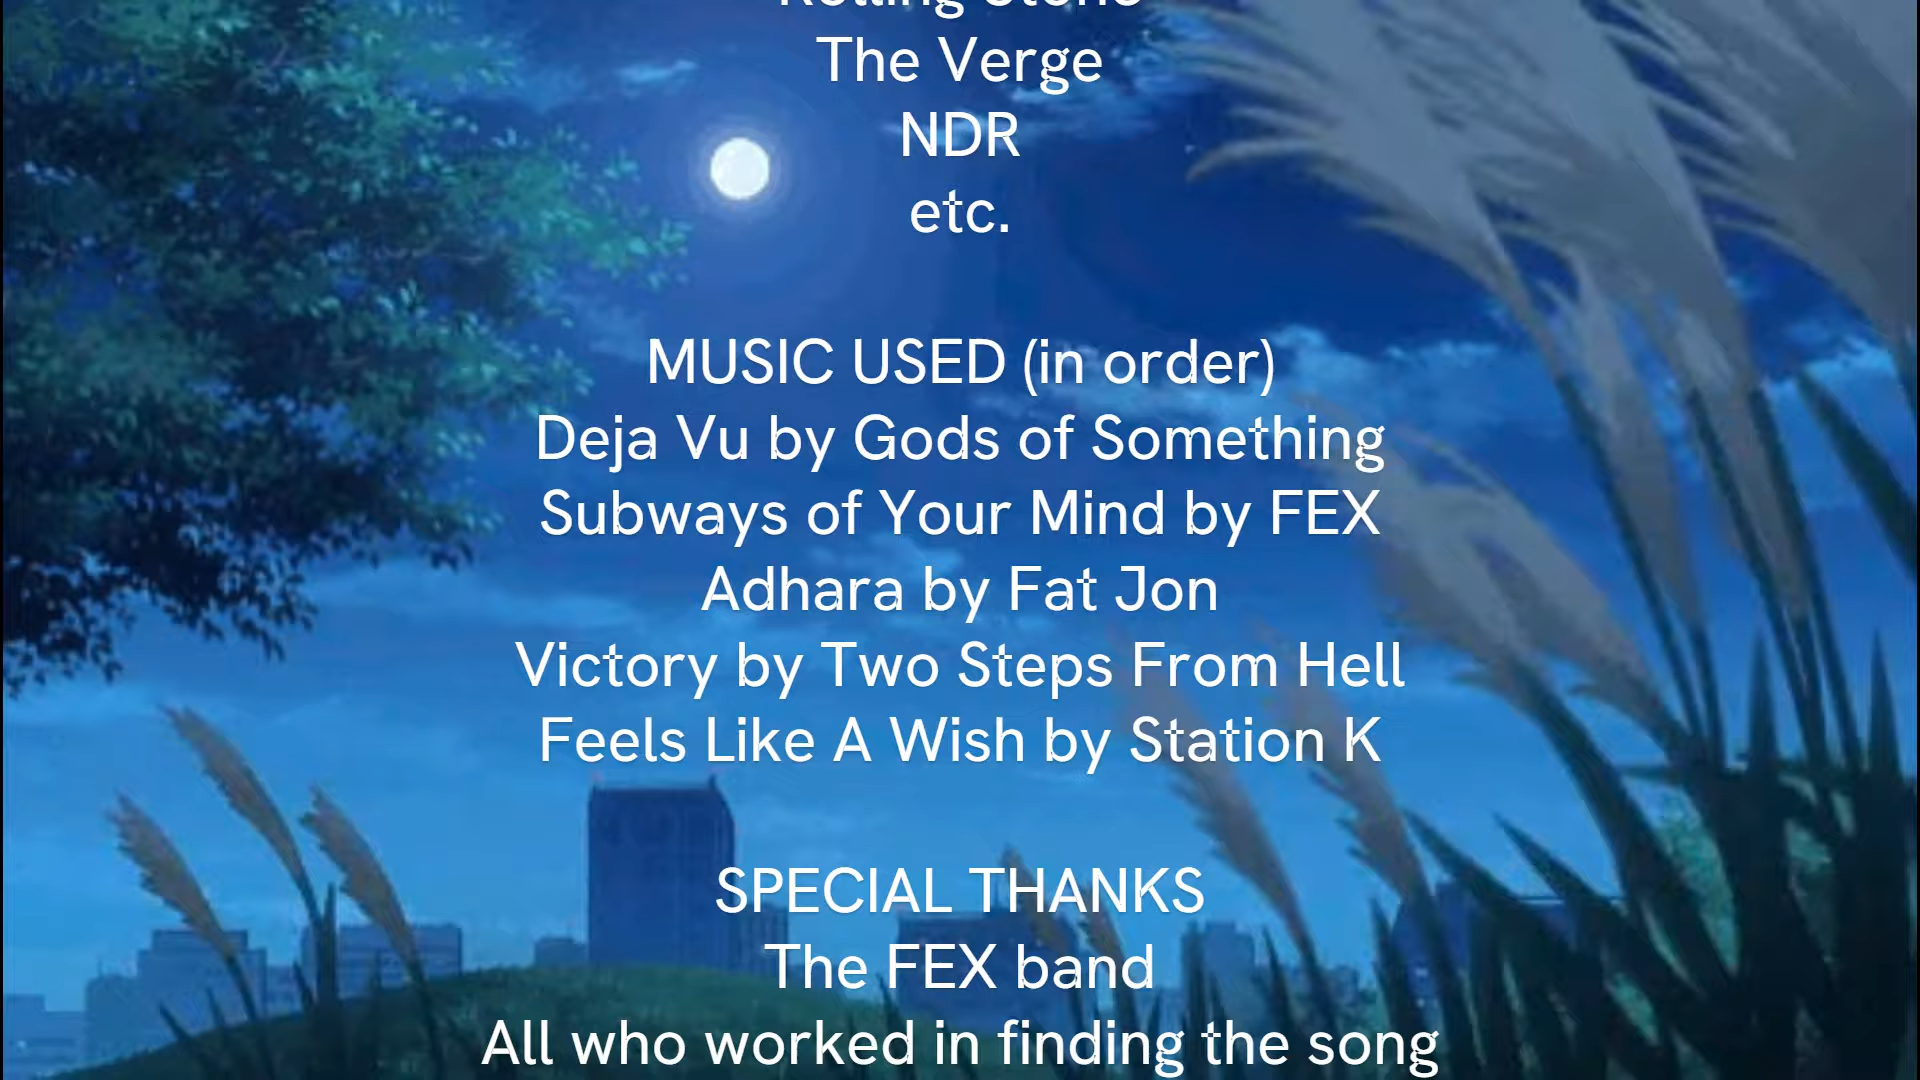 Rolling Stone
The Verge
NDR
etc.
MUSIC USED (in order)
Deja Vu by Gods of Something
Subways of Your Mind by FEX
Adhara by Fat Jon
Victory by Two Steps From Hell
Feels Like A Wish by Station K
SPECIAL THANKS
The FEX band
All who worked in finding the song